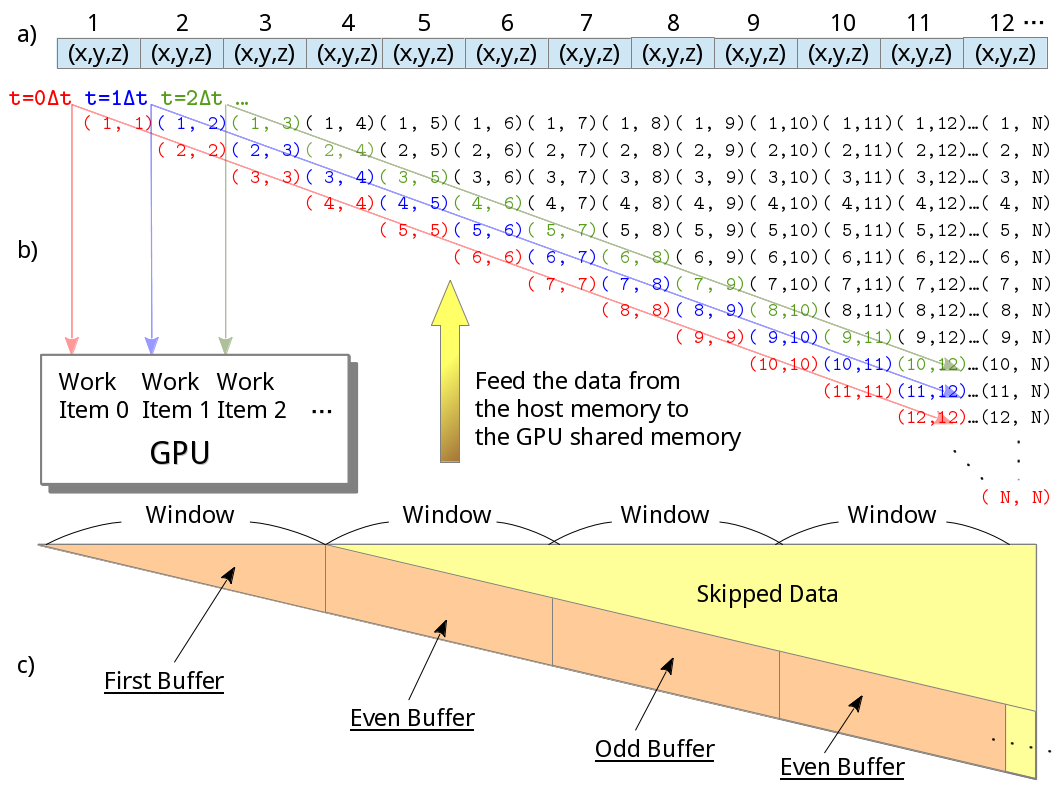 a)
1 2 3 4 5 6 7 8 9 10 11 12 ...
(x,y,z) (x,y,z) (x,y,z) (x,y,z) (x,y,z) (x,y,z) (x,y,z) (x,y,z) (x,y,z) (x,y,z) (x,y,z) (x,y,z)
t=0Δt t=1Δt t=2Δt …
( 1, 1)( 1, 2)( 1, 3)( 1, 4)( 1, 5)( 1, 6)( 1, 7)( 1, 8)( 1, 9)( 1,10)( 1,11)( 1,12)…( 1, N)
( 2, 2)( 2, 3)( 2, 4)( 2, 5)( 2, 6)( 2, 7)( 2, 8)( 2, 9)( 2,10)( 2,11)( 2,12)…( 2, N)
( 3, 3)( 3, 4)( 3, 5)( 3, 6)( 3, 7)( 3, 8)( 3, 9)( 3,10)( 3,11)( 3,12)…( 3, N)
( 4, 4)( 4, 5)( 4, 6)( 4, 7)( 4, 8)( 4, 9)( 4,10)( 4,11)( 4,12)…( 4, N)
( 5, 5)( 5, 6)( 5, 7)( 5, 8)( 5, 9)( 5,10)( 5,11)( 5,12)…( 5, N)
b)
( 6, 6)( 6, 7)( 6, 8)( 6, 9)( 6,10)( 6,11)( 6,12)…( 6, N)
( 7, 7)( 7, 8)( 7, 9)( 7,10)( 7,11)( 7,12)…( 7, N)
( 8, 8)( 8, 9)( 8,10)( 8,11)( 8,12)…( 8, N)
( 9, 9)( 9,10)( 9,11)( 9,12)…( 9, N)
(10,10)(10,11)(10,12)…(10, N)
(11,11)(11,12)…(11, N)
(12,12)…(12, N)
( N, N)
Work Work Work
Item 0 Item 1 Item 2 ...
GPU
Feed the data from
the host memory to
the GPU shared memory
Window Window Window Window
Skipped Data
c)
First Buffer
Even Buffer
Odd Buffer
Even Buffer
. . . .